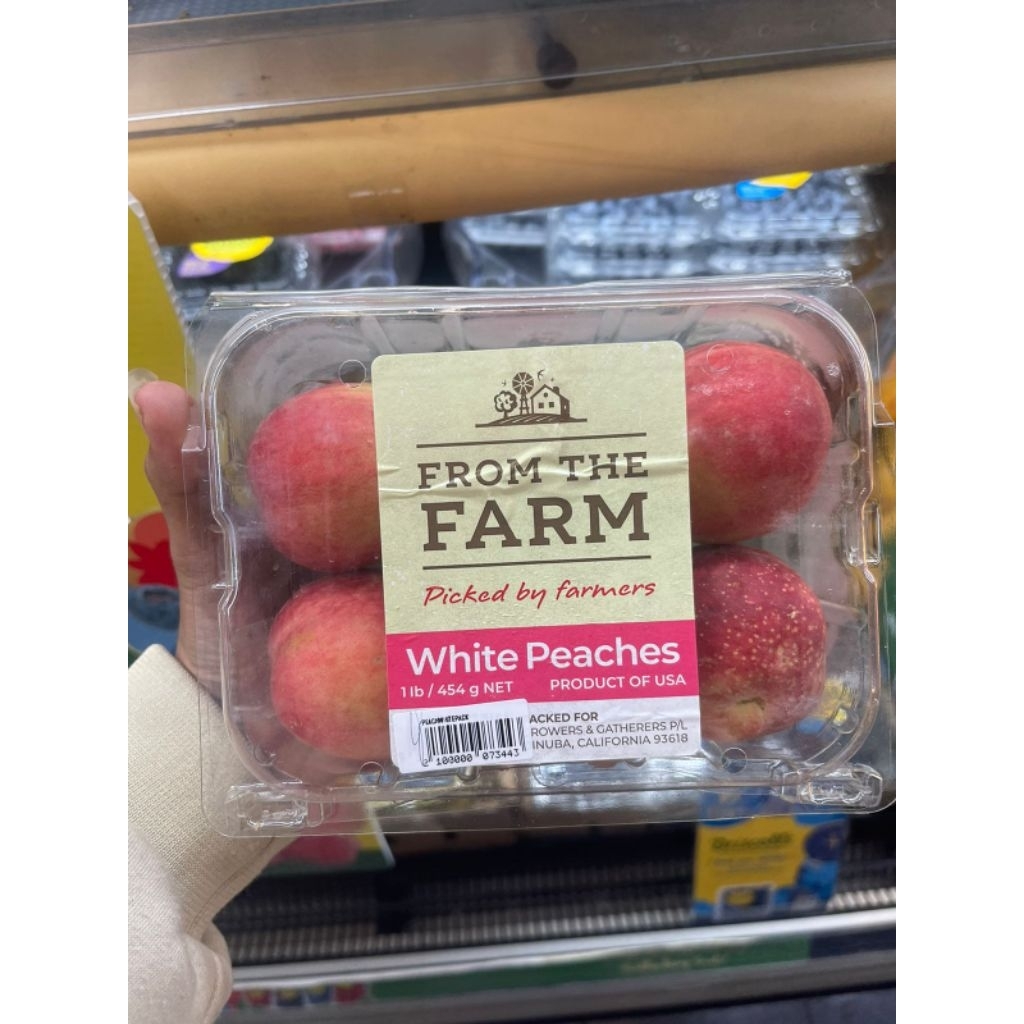 FROM THE
FARM
Picked by farmers
White Peaches
1 lb / 454 g NET PRODUCT OF USA
ACKED FOR
ROWERS & GATHERERS P/L
INUBA, CALIFORNIA 93618
2 100000 073443